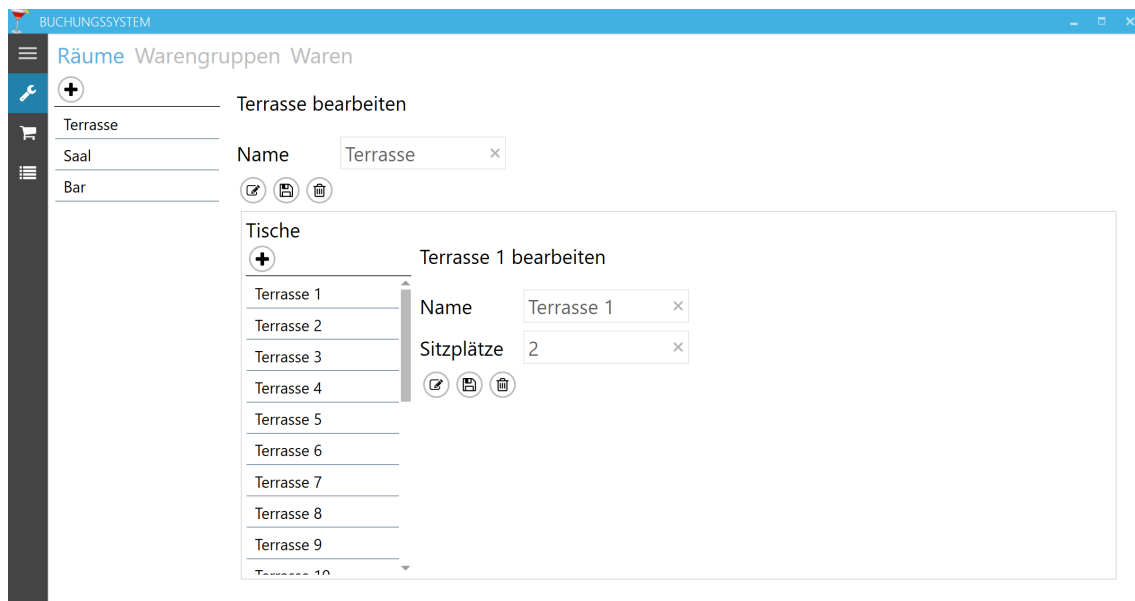 BUCHUNGSSYSTEM
Räume Warengruppen Waren
Terrasse
Saal
Bar
Terrasse bearbeiten
Name Terrasse
Tische
Terrasse 1
Terrasse 2
Terrasse 3
Terrasse 4
Terrasse 5
Terrasse 6
Terrasse 7
Terrasse 8
Terrasse 9
Terrasse 10
Terrasse 1 bearbeiten
Name Terrasse 1
Sitzplätze 2